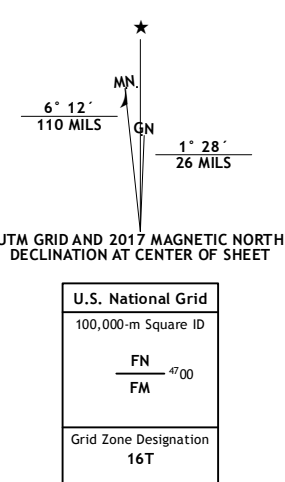 ★
MN.
6° 12´
110 MILS
GN
1° 28´
26 MILS
UTM GRID AND 2017 MAGNETIC NORTH
DECLINATION AT CENTER OF SHEET
U.S. National Grid
100,000-m Square ID
FN
4700
FM
Grid Zone Designation
16T